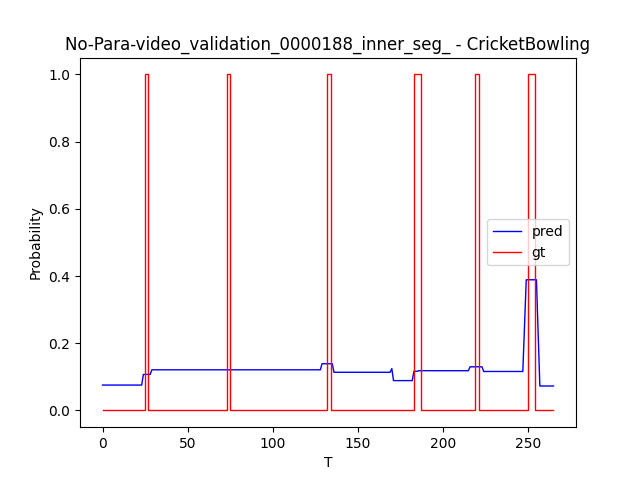 No-Para-video_validation_0000188_inner_seg_ - CricketBowling
1.0
0.8
0.6
0.4
0.2
0.0
Probability
pred
gt
0 50 100 150 200 250
T